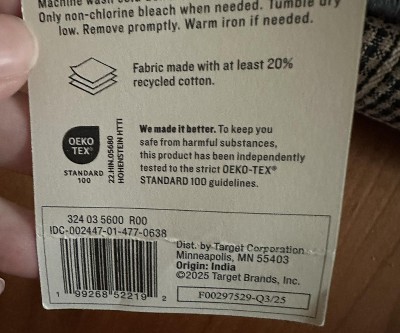 Only non-chlorine bleach when needed. Tumble dry
low. Remove promptly. Warm iron if needed.
Fabric made with at least 20%
recycled cotton.
OEKO
TEX®
STANDARD
100
22.HIN.05680
HOHENSTEIN HTTI
We made it better. To keep you
safe from harmful substances,
this product has been independently
tested to the strict OEKO-TEX®
STANDARD 100 guidelines.
324 03 5600 R00
IDC-002447-01-477-0638
Dist. by Target Corporation
Minneapolis, MN 55403
Origin: India
©2025 Target Brands, Inc.
1 99268 52219 2
F00297529-Q3/25